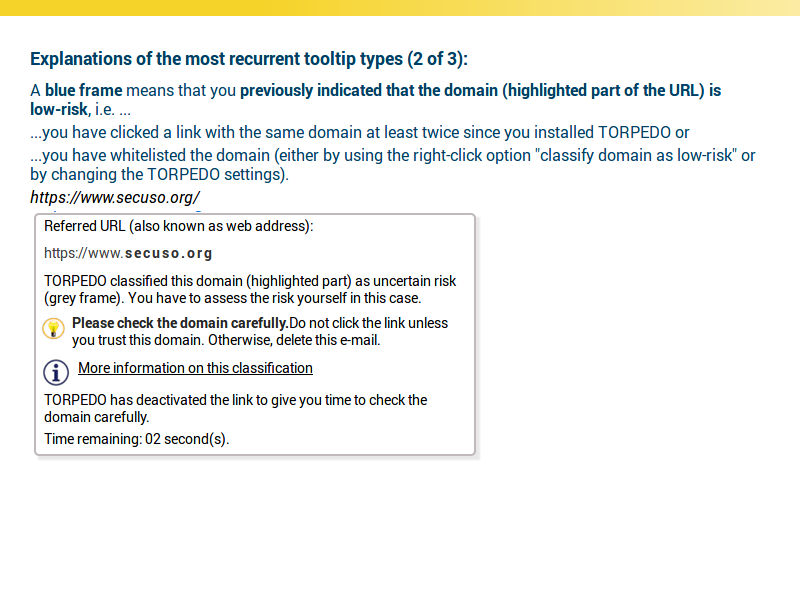 Explanations of the most recurrent tooltip types (2 of 3):
A blue frame means that you previously indicated that the domain (highlighted part of the URL) is
low-risk, i.e. ...
...you have clicked a link with the same domain at least twice since you installed TORPEDO or
...you have whitelisted the domain (either by using the right-click option "classify domain as low-risk" or
by changing the TORPEDO settings).
https://www.secuso.org/
Referred URL (also known as web address):
https://www.secuso.org
TORPEDO classified this domain (highlighted part) as uncertain risk
(grey frame). You have to assess the risk yourself in this case.
Please check the domain carefully.Do not click the link unless
you trust this domain. Otherwise, delete this e-mail.
More information on this classification
TORPEDO has deactivated the link to give you time to check the
domain carefully.
Time remaining: 02 second(s).